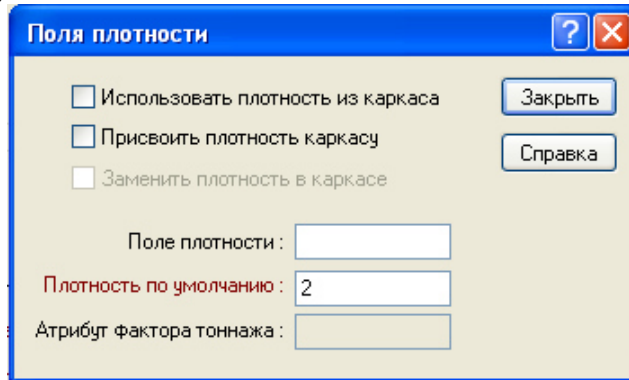 Поля плотности
Использовать плотность из каркаса
Закрыть
Присвоить плотность каркасу
Справка
Заменить плотность в каркасе
Поле плотности :
Плотность по умолчанию : 2
Атрибут фактора тоннажа :